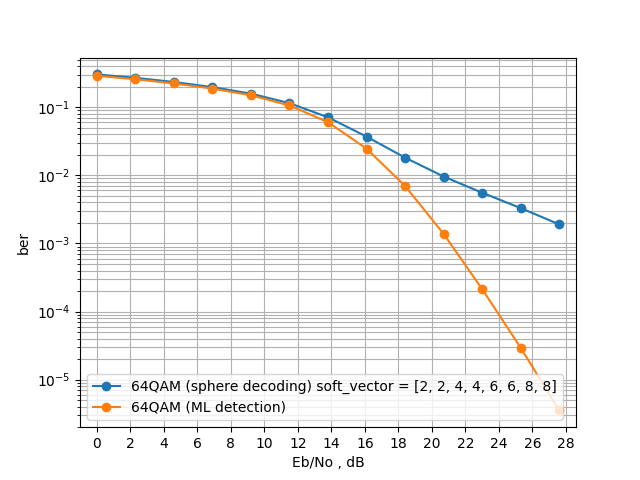 10⁻¹
10⁻²
10⁻³
10⁻⁴
10⁻⁵
ber
64QAM (sphere decoding) soft_vector = [2, 2, 4, 4, 6, 6, 8, 8]
64QAM (ML detection)
0 2 4 6 8 10 12 14 16 18 20 22 24 26 28
Eb/No , dB